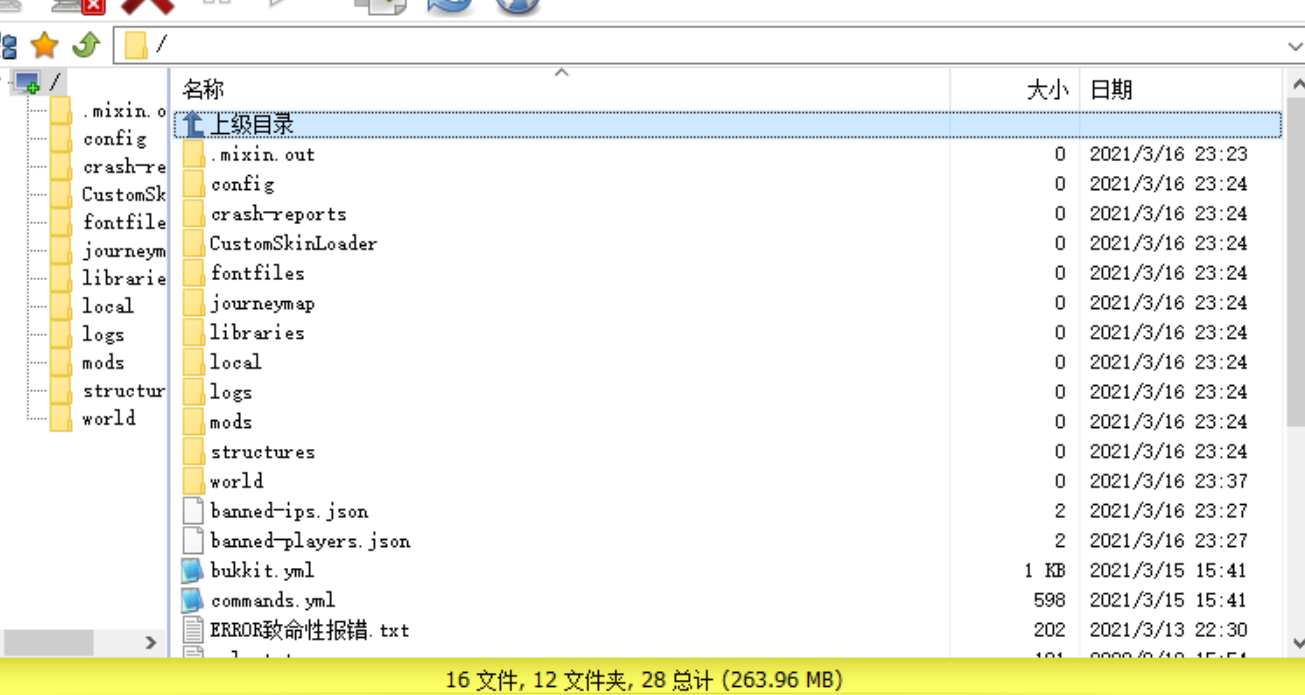 /
/
名称 大小 日期
上级目录
.mixin.out 0 2021/3/16 23:23
config 0 2021/3/16 23:24
crash-reports 0 2021/3/16 23:24
CustomSkinLoader 0 2021/3/16 23:24
fontfiles 0 2021/3/16 23:24
journeymap 0 2021/3/16 23:24
libraries 0 2021/3/16 23:24
local 0 2021/3/16 23:24
logs 0 2021/3/16 23:24
mods 0 2021/3/16 23:24
structures 0 2021/3/16 23:24
world 0 2021/3/16 23:37
banned-ips.json 2 2021/3/16 23:27
banned-players.json 2 2021/3/16 23:27
bukkit.yml 1 KB 2021/3/15 15:41
commands.yml 598 2021/3/15 15:41
ERROR致命性报错.txt 202 2021/3/13 22:30
.mixin.o
config
crash-re
CustomSk
fontfile
journeym
librarie
local
logs
mods
structur
world
16 文件, 12 文件夹, 28 总计 (263.96 MB)